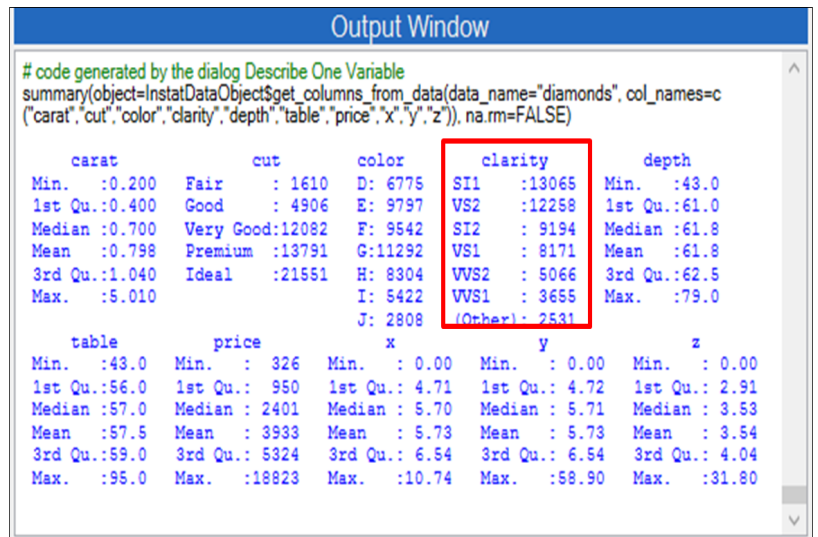 Output Window
# code generated by the dialog Describe One Variable
summary(object=InstatDataObject$get_columns_from_data(data_name="diamonds", col_names=c
("carat","cut","color","clarity","depth","table","price","x","y","z")), na.rm=FALSE)
carat cut color clarity depth
Min. :0.200 Fair : 1610 D: 6775 SI1 :13065 Min. :43.0
1st Qu.:0.400 Good : 4906 E: 9797 VS2 :12258 1st Qu.:61.0
Median :0.700 Very Good:12082 F: 9542 SI2 : 9194 Median :61.8
Mean :0.798 Premium :13791 G:11292 VS1 : 8171 Mean :61.8
3rd Qu.:1.040 Ideal :21551 H: 8304 VVS2 : 5066 3rd Qu.:62.5
Max. :5.010 I: 5422 VVS1 : 3655 Max. :79.0
J: 2808 (Other): 2531
table price x y z
Min. :43.0 Min. : 326 Min. : 0.00 Min. : 0.00 Min. : 0.00
1st Qu.:56.0 1st Qu.: 950 1st Qu.: 4.71 1st Qu.: 4.72 1st Qu.: 2.91
Median :57.0 Median : 2401 Median : 5.70 Median : 5.71 Median : 3.53
Mean :57.5 Mean : 3933 Mean : 5.73 Mean : 5.73 Mean : 3.54
3rd Qu.:59.0 3rd Qu.: 5324 3rd Qu.: 6.54 3rd Qu.: 6.54 3rd Qu.: 4.04
Max. :95.0 Max. :18823 Max. :10.74 Max. :58.90 Max. :31.80